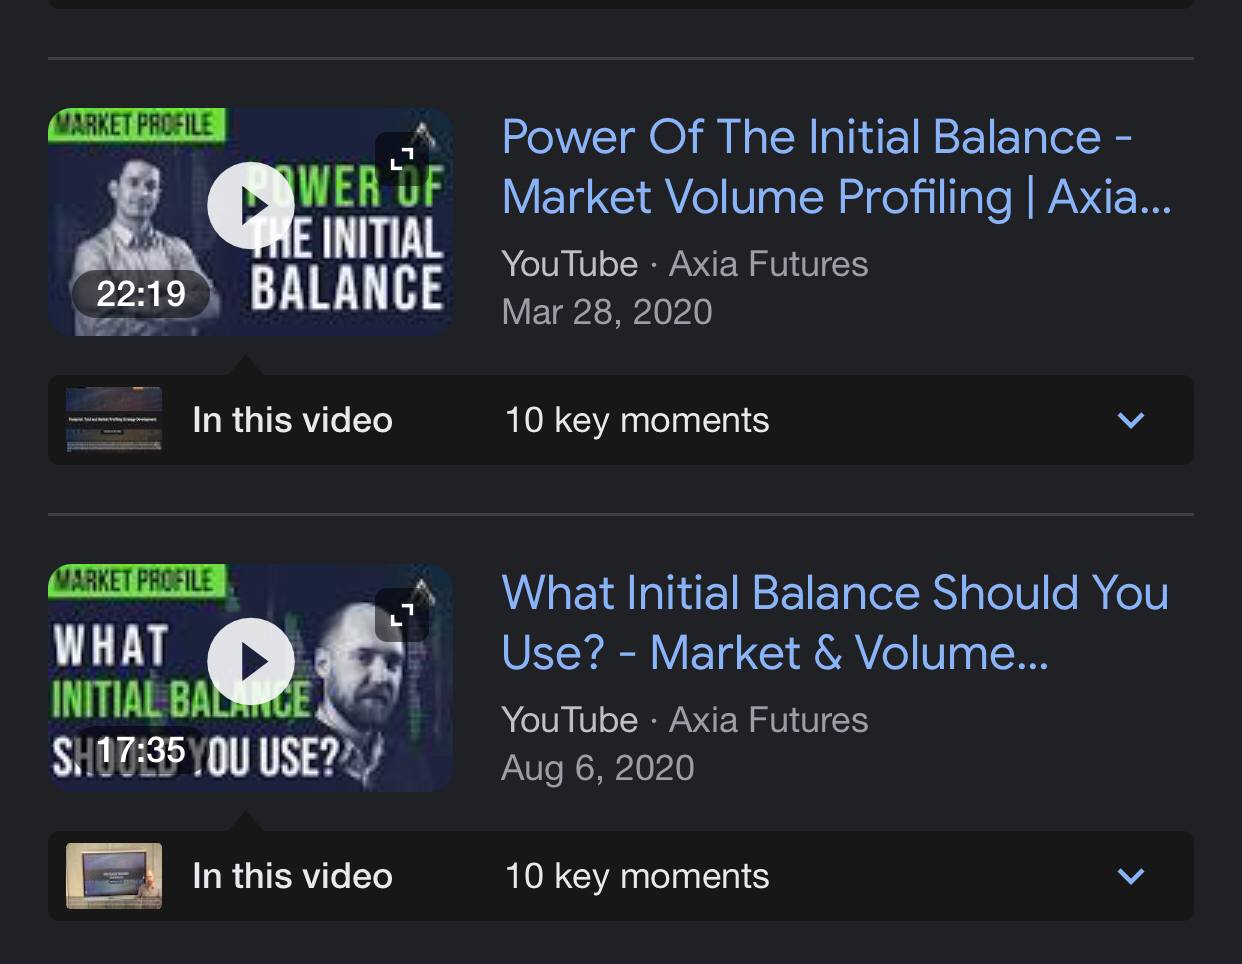 MARKET PROFILE
POWER OF
THE INITIAL
BALANCE
22:19
Power Of The Initial Balance -
Market Volume Profiling | Axia...
YouTube · Axia Futures
Mar 28, 2020
In this video
10 key moments
MARKET PROFILE
WHAT
INITIAL BALANCE
SHOULD YOU USE?
17:35
What Initial Balance Should You
Use? - Market & Volume...
YouTube · Axia Futures
Aug 6, 2020
In this video
10 key moments